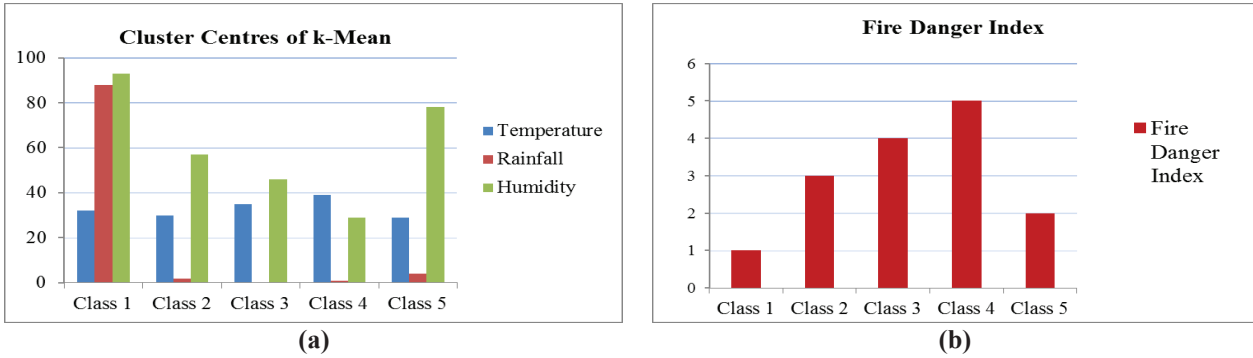 Cluster Centres of k-Mean
100
80
60
40
20
0
Class 1 Class 2 Class 3 Class 4 Class 5
Temperature
Rainfall
Humidity
(a)
Fire Danger Index
6
5
4
3
2
1
0
Class 1 Class 2 Class 3 Class 4 Class 5
Fire
Danger
Index
(b)